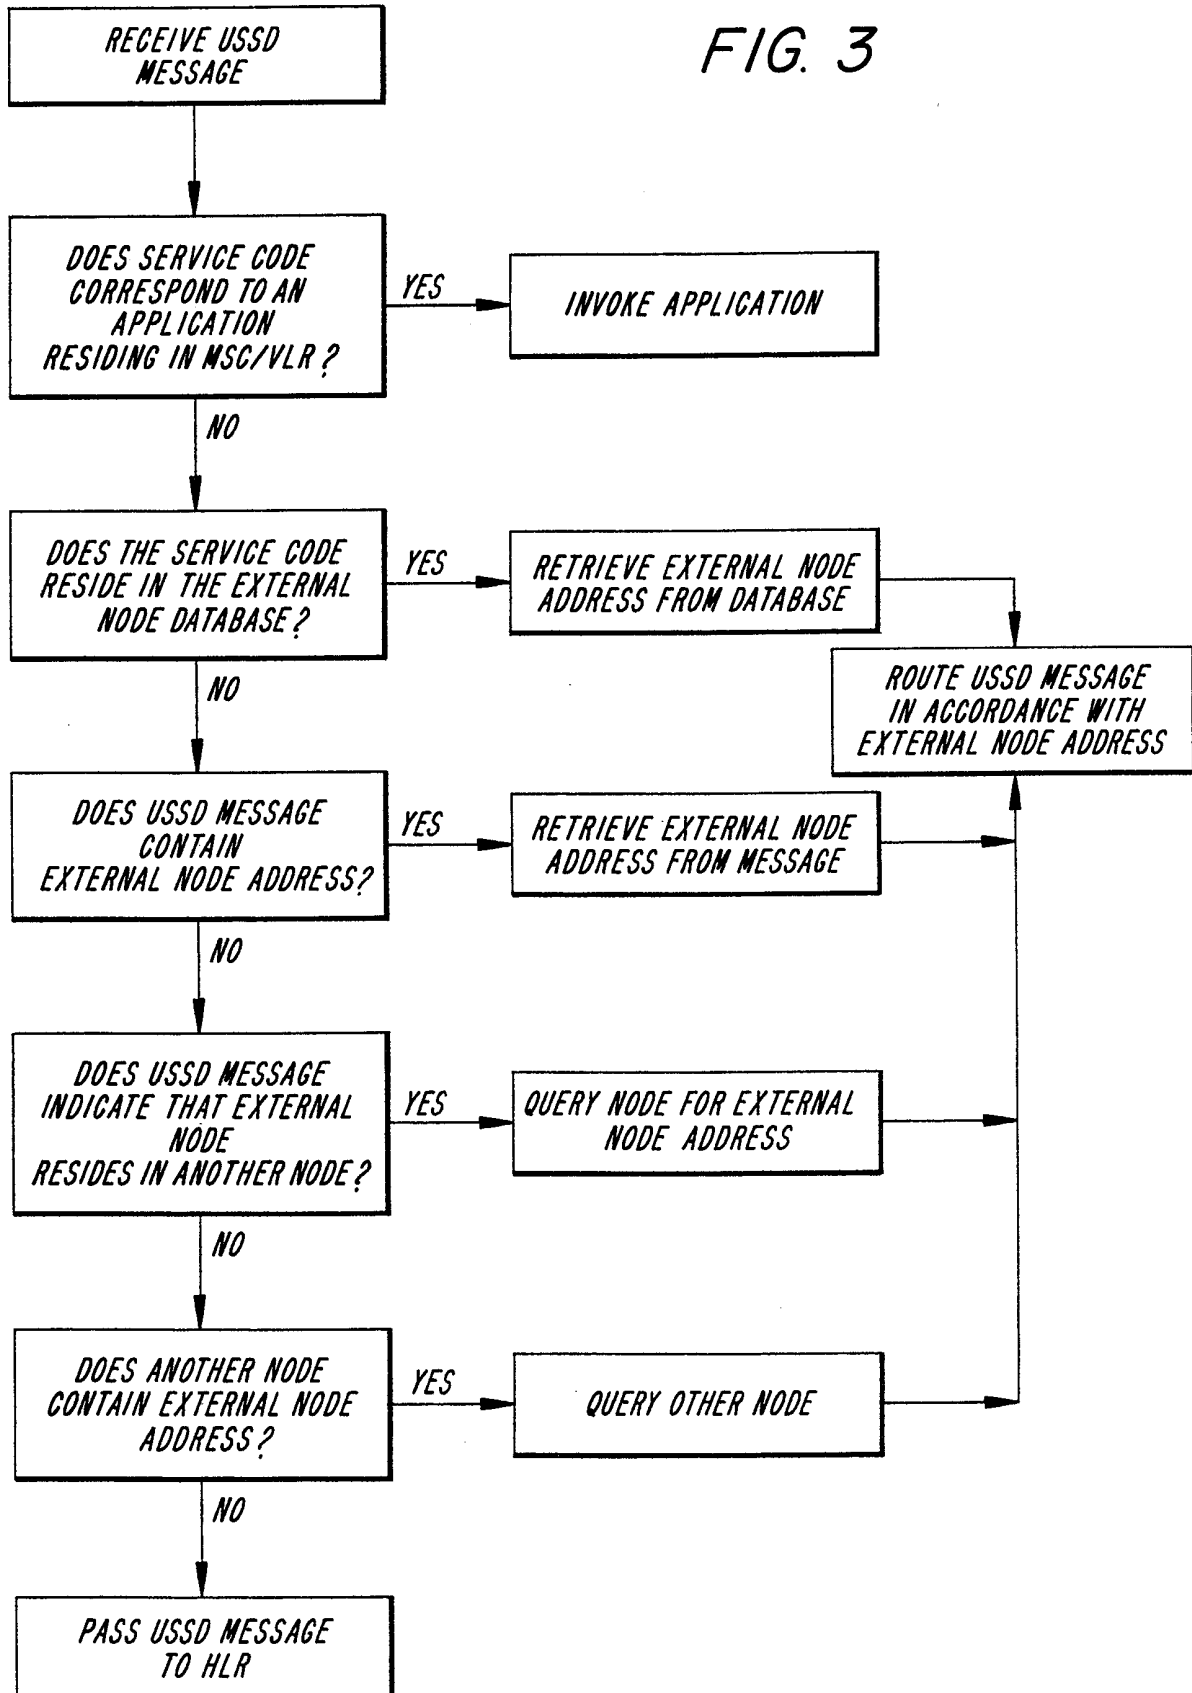 RECEIVE USSD
MESSAGE
FIG. 3
DOES SERVICE CODE
CORRESPOND TO AN
APPLICATION
RESIDING IN MSC/VLR?
YES
INVOKE APPLICATION
NO
DOES THE SERVICE CODE
RESIDE IN THE EXTERNAL
NODE DATABASE?
YES
RETRIEVE EXTERNAL NODE
ADDRESS FROM DATABASE
ROUTE USSD MESSAGE
IN ACCORDANCE WITH
EXTERNAL NODE ADDRESS
NO
DOES USSD MESSAGE
CONTAIN
EXTERNAL NODE ADDRESS?
YES
RETRIEVE EXTERNAL NODE
ADDRESS FROM MESSAGE
NO
DOES USSD MESSAGE
INDICATE THAT EXTERNAL
NODE
RESIDES IN ANOTHER NODE?
YES
QUERY NODE FOR EXTERNAL
NODE ADDRESS
NO
DOES ANOTHER NODE
CONTAIN EXTERNAL NODE
ADDRESS?
YES
QUERY OTHER NODE
NO
PASS USSD MESSAGE
TO HLR